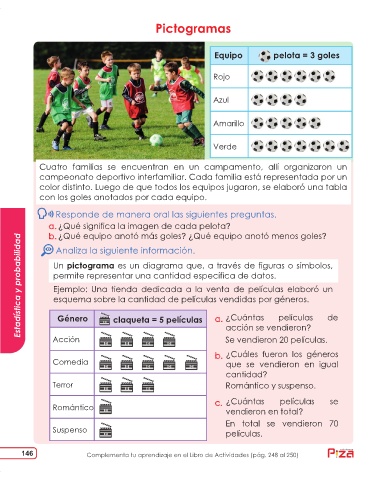 Pictogramas
Equipo pelota = 3 goles
Rojo
Azul
Amarillo
Verde
Cuatro familias se encuentran en un campamento, allí organizaron un
campeonato deportivo interfamiliar. Cada familia está representada por un
color distinto. Luego de que todos los equipos jugaron, se elaboró una tabla
con los goles anotados por cada equipo.
Responde de manera oral las siguientes preguntas.
a. ¿Qué significa la imagen de cada pelota?
b. ¿Qué equipo anotó más goles? ¿Qué equipo anotó menos goles?
Analiza la siguiente información.
Un pictograma es un diagrama que, a través de figuras o símbolos,
permite representar una cantidad específica de datos.
Ejemplo: Una tienda dedicada a la venta de películas elaboró un
esquema sobre la cantidad de películas vendidas por géneros.
Género claqueta = 5 películas
Acción
Comedia
Terror
Romántico
Suspenso
a. ¿Cuántas películas de
acción se vendieron?
Se vendieron 20 películas.
b. ¿Cuáles fueron los géneros
que se vendieron en igual
cantidad?
Romántico y suspenso.
c. ¿Cuántas películas se
vendieron en total?
En total se vendieron 70
películas.
Estadística y probabilidad
146
Complementa tu aprendizaje en el Libro de Actividades (pág. 248 al 250)